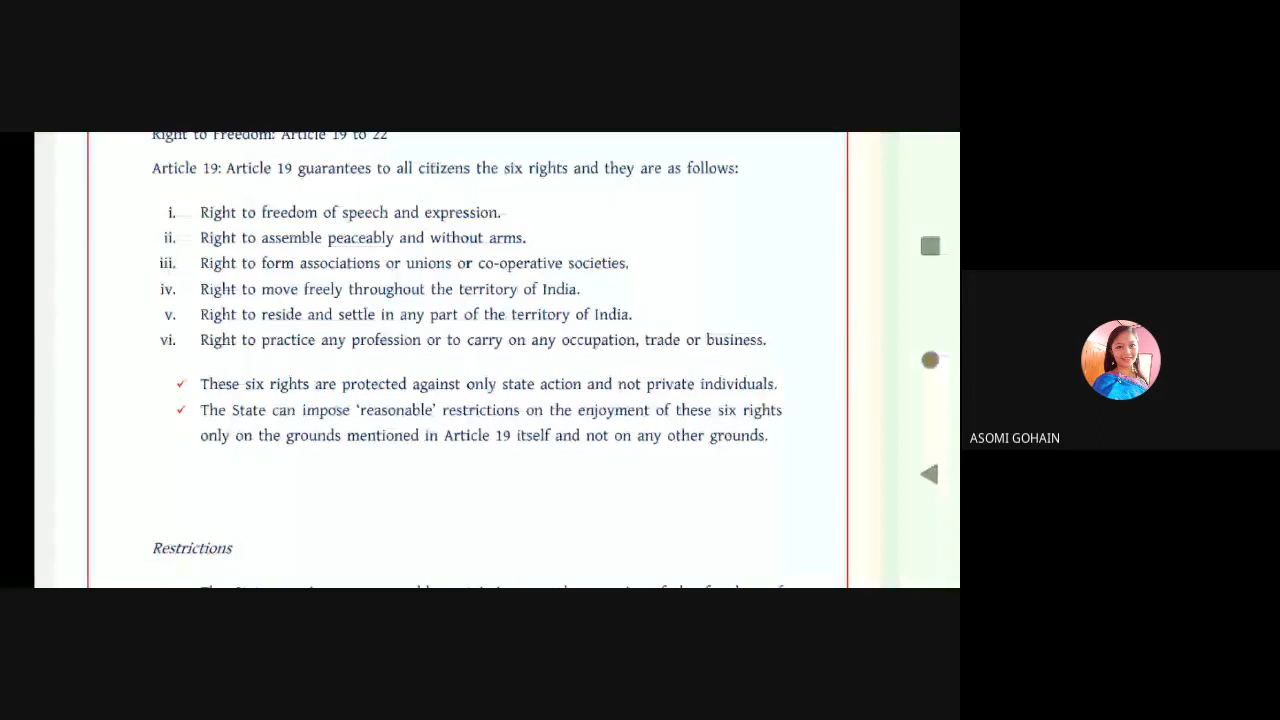 Right to Freedom: Article 19 to 22
Article 19: Article 19 guarantees to all citizens the six rights and they are as follows:
i. Right to freedom of speech and expression.
ii. Right to assemble peaceably and without arms.
iii. Right to form associations or unions or co-operative societies.
iv. Right to move freely throughout the territory of India.
v. Right to reside and settle in any part of the territory of India.
vi. Right to practice any profession or to carry on any occupation, trade or business.
✓ These six rights are protected against only state action and not private individuals.
✓ The State can impose ‘reasonable’ restrictions on the enjoyment of these six rights
only on the grounds mentioned in Article 19 itself and not on any other grounds.
Restrictions
ASOMI GOHAIN